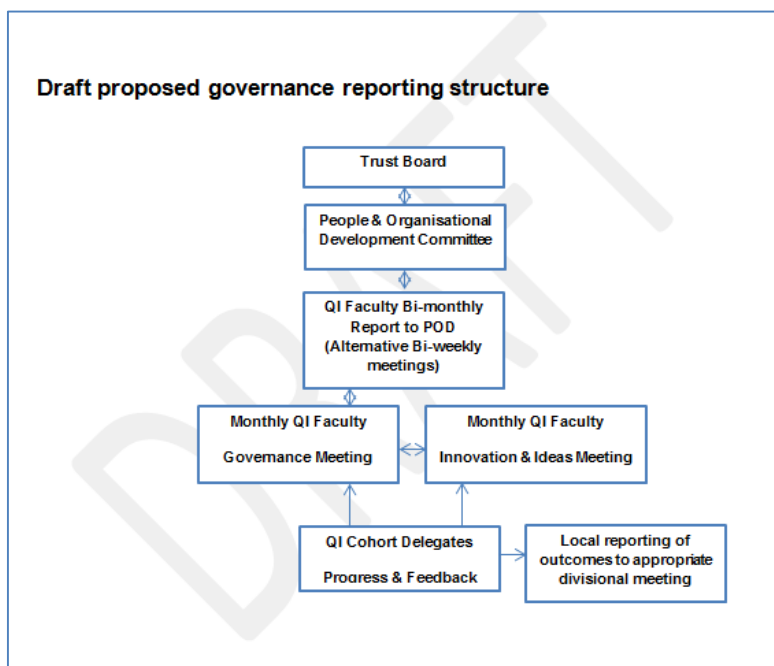 Draft proposed governance reporting structure
Trust Board
People & Organisational
Development Committee
QI Faculty Bi-monthly
Report to POD
(Alternative Bi-weekly
meetings)
Monthly QI Faculty
Governance Meeting
Monthly QI Faculty
Innovation & Ideas Meeting
QI Cohort Delegates
Progress & Feedback
Local reporting of
outcomes to appropriate
divisional meeting
DRAFT